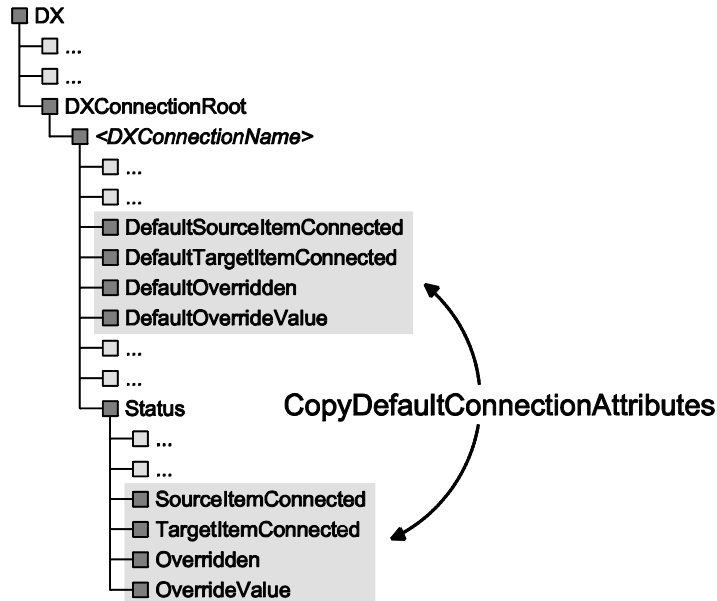 DX
...
...
DXConnectionRoot
<DXConnectionName>
...
...
DefaultSourceItemConnected
DefaultTargetItemConnected
DefaultOverridden
DefaultOverrideValue
...
...
Status
CopyDefaultConnectionAttributes
...
...
SourceItemConnected
TargetItemConnected
Overridden
OverrideValue